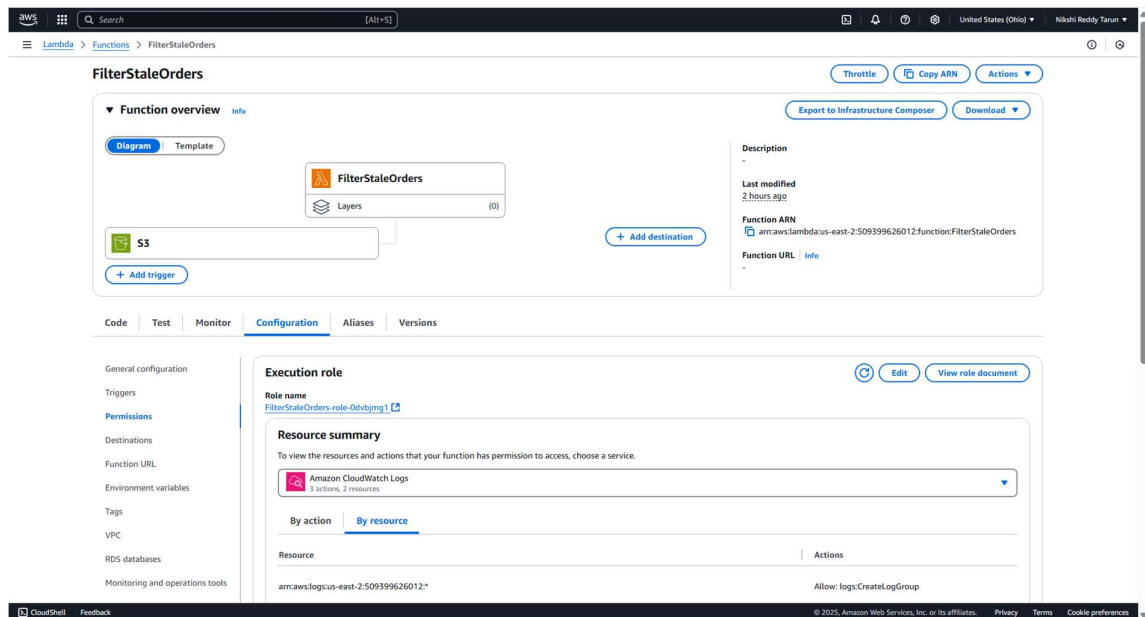 aws
Search [Alt+S] United States (Ohio) ▼ Nikshi Reddy Tarun ▼
Lambda > Functions > FilterStaleOrders
FilterStaleOrders Throttle Copy ARN Actions ▼
▼ Function overview Info Export to Infrastructure Composer Download ▼
Diagram Template
FilterStaleOrders
Layers (0)
S3
+ Add trigger
+ Add destination
Description
-
Last modified
2 hours ago
Function ARN
arn:aws:lambda:us-east-2:509399626012:function:FilterStaleOrders
Function URL Info
-
Code Test Monitor Configuration Aliases Versions
General configuration
Triggers
Permissions
Destinations
Function URL
Environment variables
Tags
VPC
RDS databases
Monitoring and operations tools
Execution role Edit View role document
Role name
FilterStaleOrders-role-0dvbjmg1
Resource summary
To view the resources and actions that your function has permission to access, choose a service.
Amazon CloudWatch Logs
3 actions, 2 resources
By action By resource
Resource Actions
arn:aws:logs:us-east-2:509399626012:* Allow: logs:CreateLogGroup
CloudShell Feedback © 2025, Amazon Web Services, Inc. or its affiliates. Privacy Terms Cookie preferences